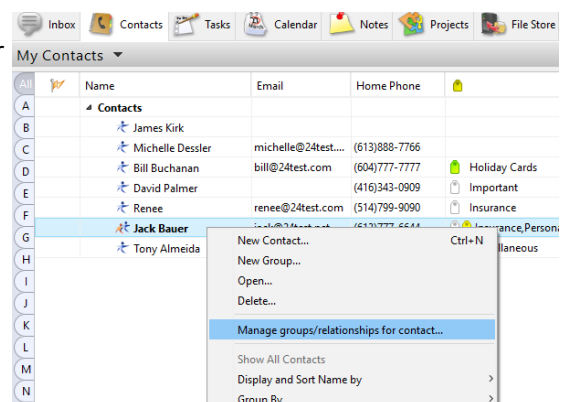 Inbox Contacts Tasks Calendar Notes Projects File Store
My Contacts
All Name Email Home Phone
A Contacts
B James Kirk
C Michelle Dessler michelle@24test.... (613)888-7766
D Bill Buchanan bill@24test.com (604)777-7777 Holiday Cards
E David Palmer (416)343-0909 Important
F Renee renee@24test.com (514)799-9090 Insurance
G Jack Bauer
H Tony Almeida
New Contact... Ctrl+N
New Group...
I Open...
J Delete...
K Manage groups/relationships for contact...
L Show All Contacts
M Display and Sort Name by
N Group By